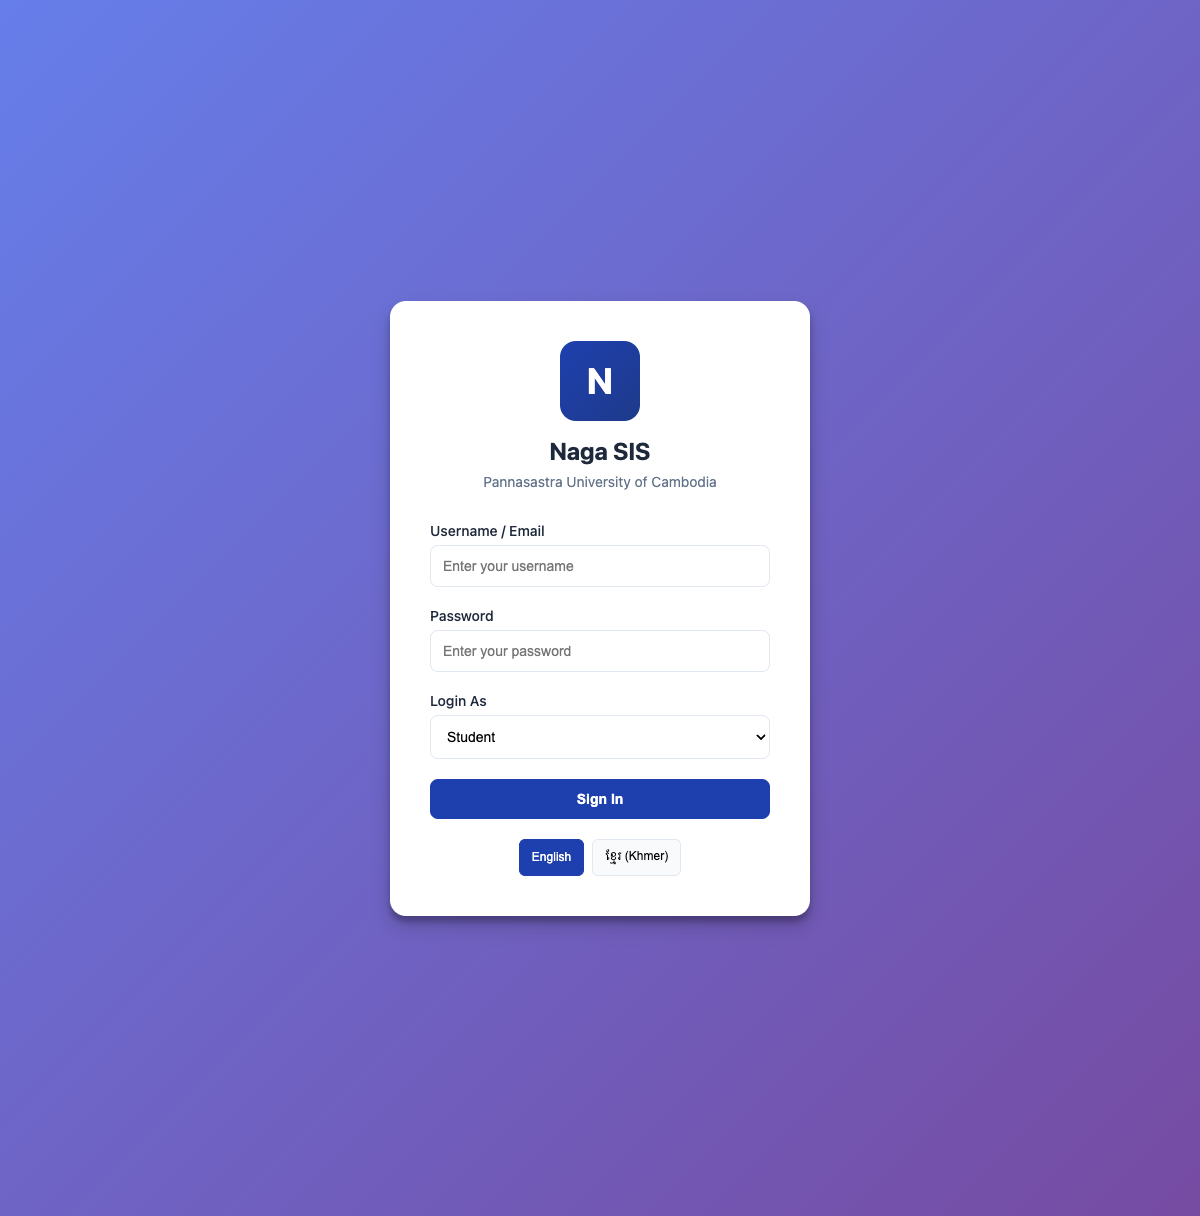 N
Naga SIS
Pannasastra University of Cambodia
Username / Email
Enter your username
Password
Enter your password
Login As
Student
Sign In
English
ខ្មែរ (Khmer)